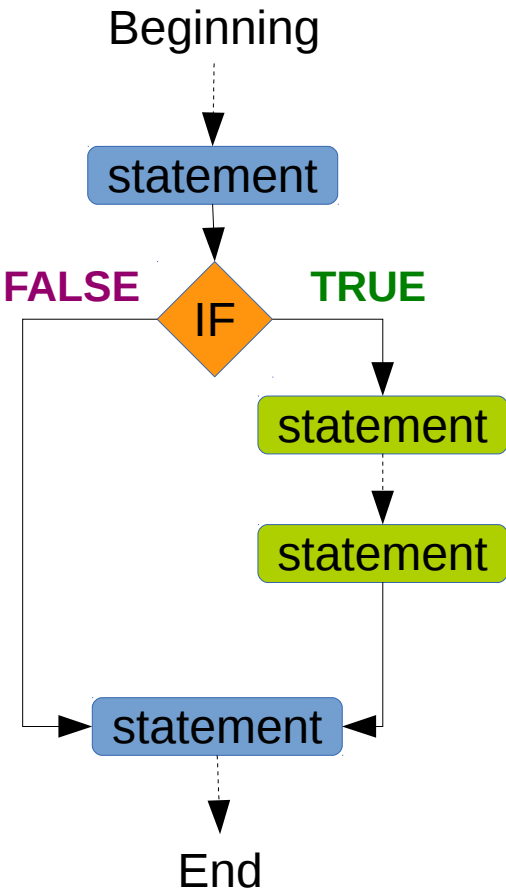 Beginning
statement
FALSE
TRUE
IF
statement
statement
statement
End